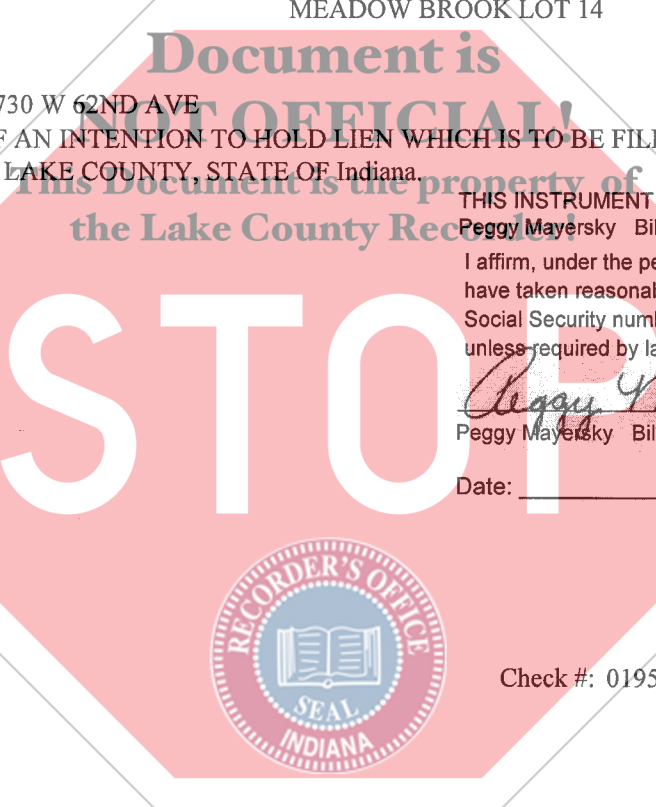 MEADOW BROOK LOT 14
Document is
730 W 62ND AVE
NOT OFFICIAL!
F AN INTENTION TO HOLD LIEN WHICH IS TO BE FIL
LAKE COUNTY, STATE OF Indiana.
This Document is the property of
the Lake County Recorder!
THIS INSTRUMENT
Peggy Mayersky Bil
I affirm, under the pe
have taken reasonab
Social Security num
unless required by la
STOP
Peggy
Peggy Mayersky Bil
Date:
RECORDER'S OFFICE
SEAL
INDIANA
Check #: 0195